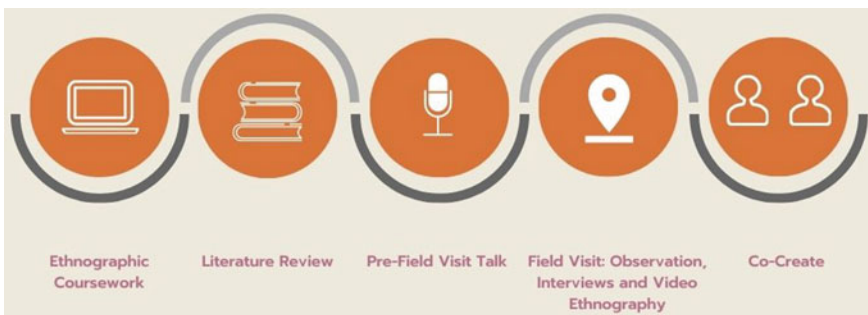 Ethnographic
Coursework
Literature Review
Pre-Field Visit Talk
Field Visit: Observation,
Interviews and Video
Ethnography
Co-Create